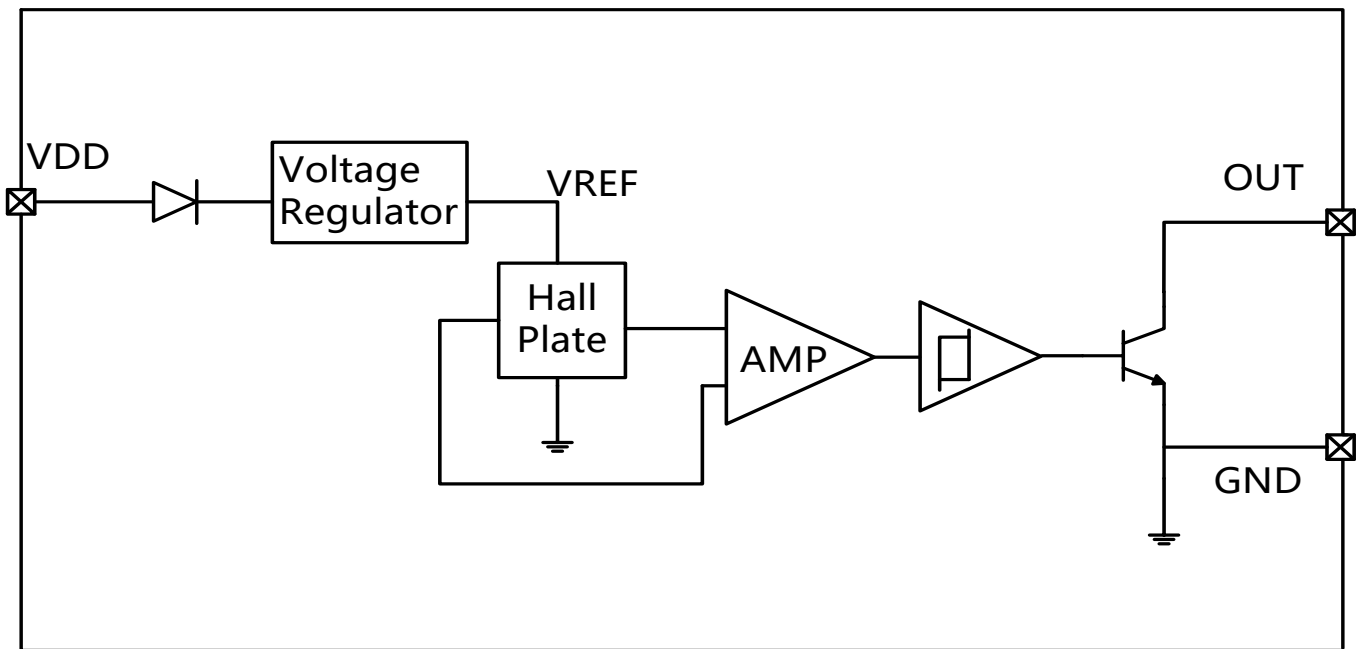 VDD
Voltage
Regulator
VREF
OUT
Hall
Plate
AMP
GND